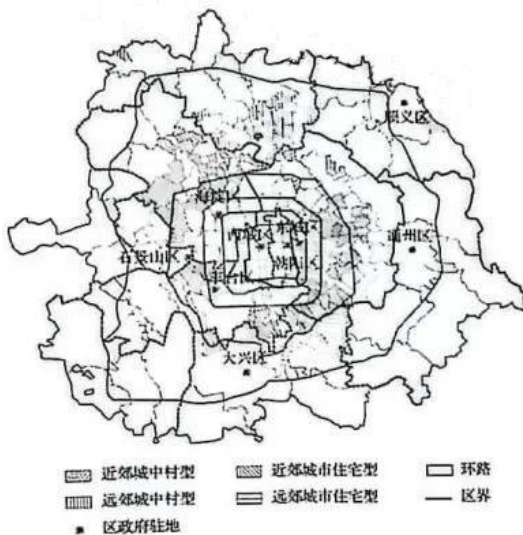 顺义区
海淀区
西城区 东城区
通州区
石景山区
丰台区 朝阳区
大兴区
近郊城中村型 近郊城市住宅型 环路
远郊城中村型 远郊城市住宅型 区界
区政府驻地